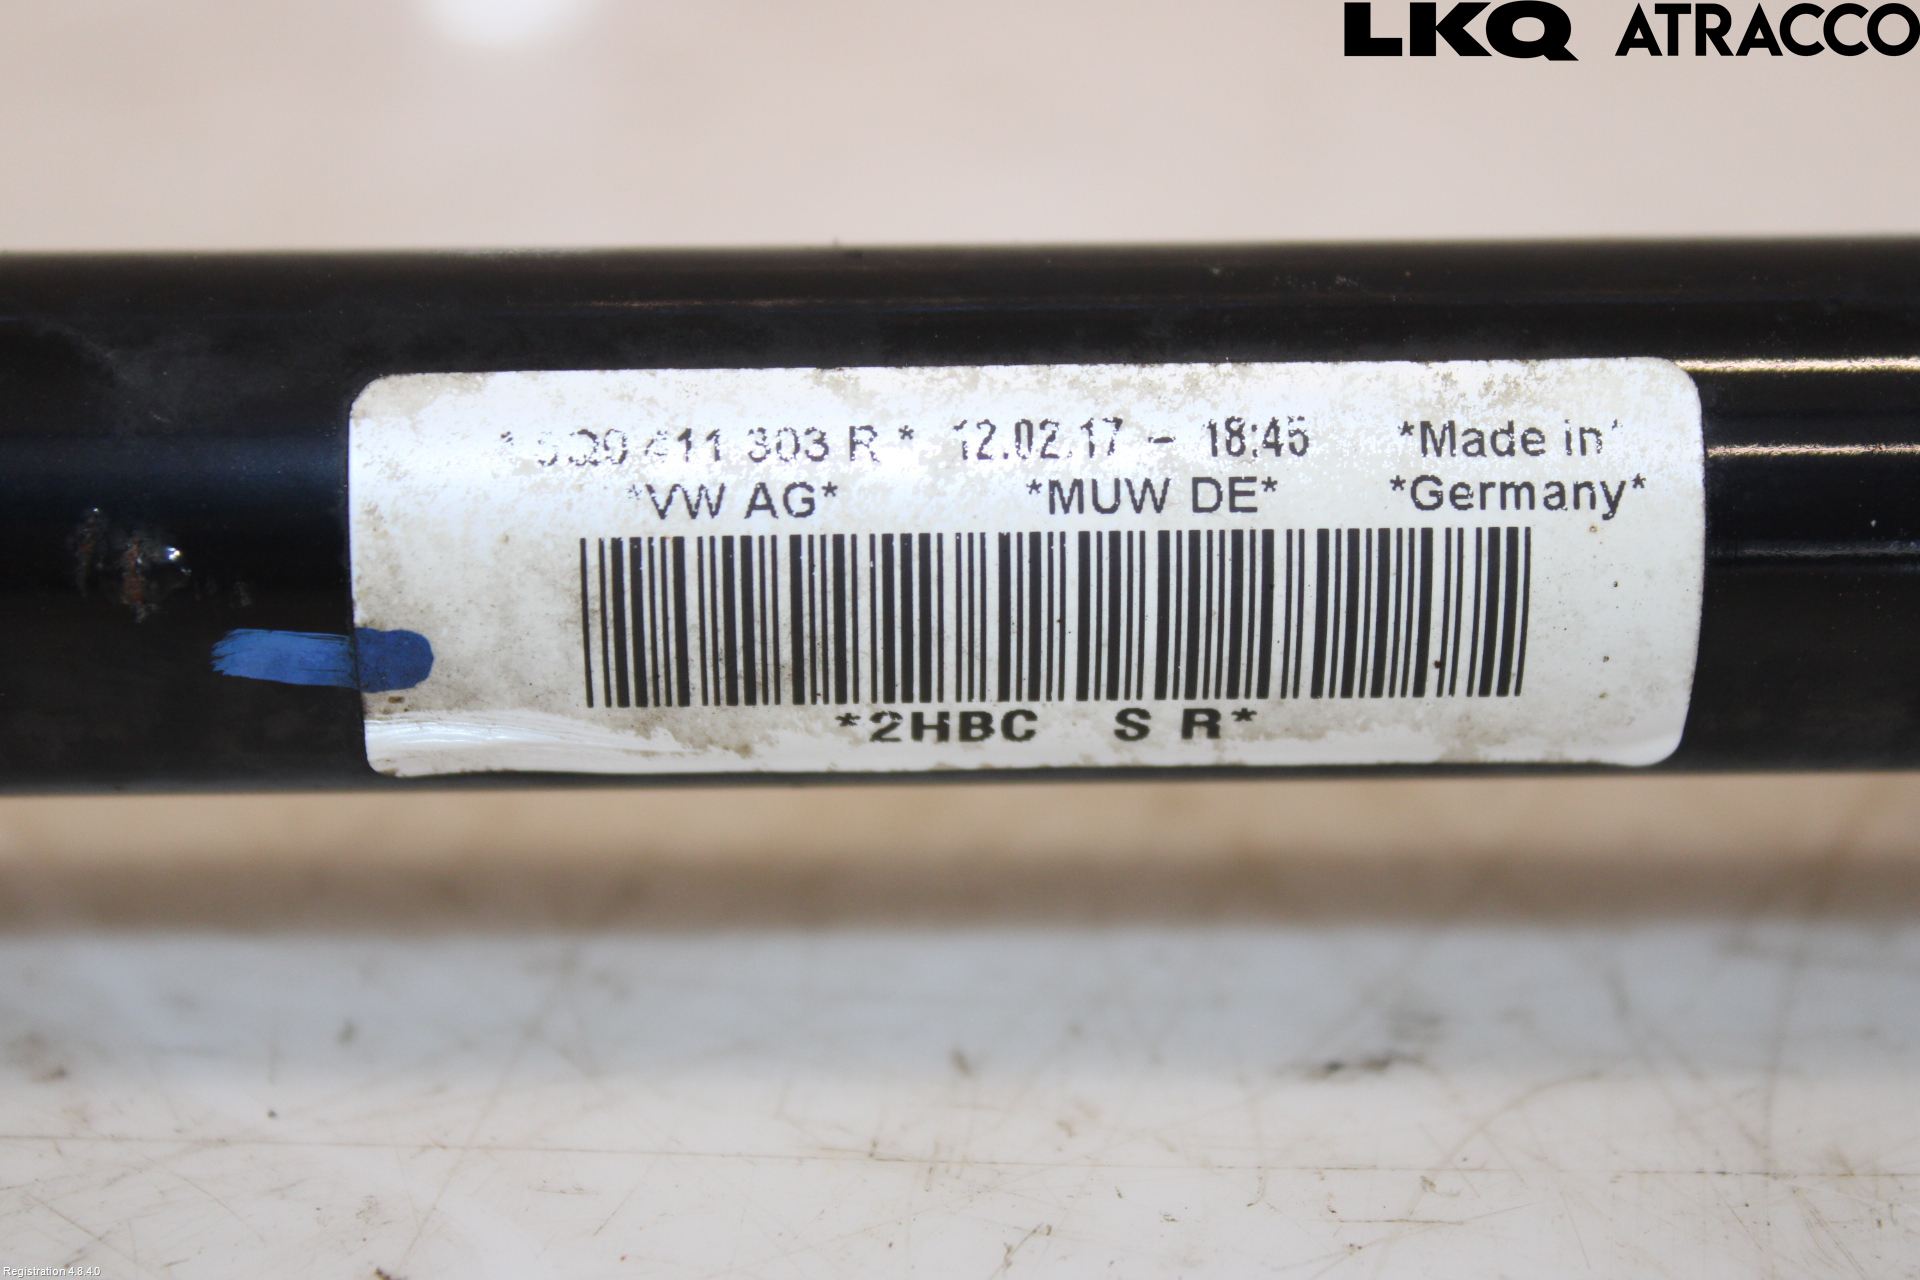 LKQ ATRACCO
303 R * 12.02.17 - 18:45 *Made in*
*VW AG* *MUW DE* *Germany*
*2HBC S R*
Registration 4.8.4.0